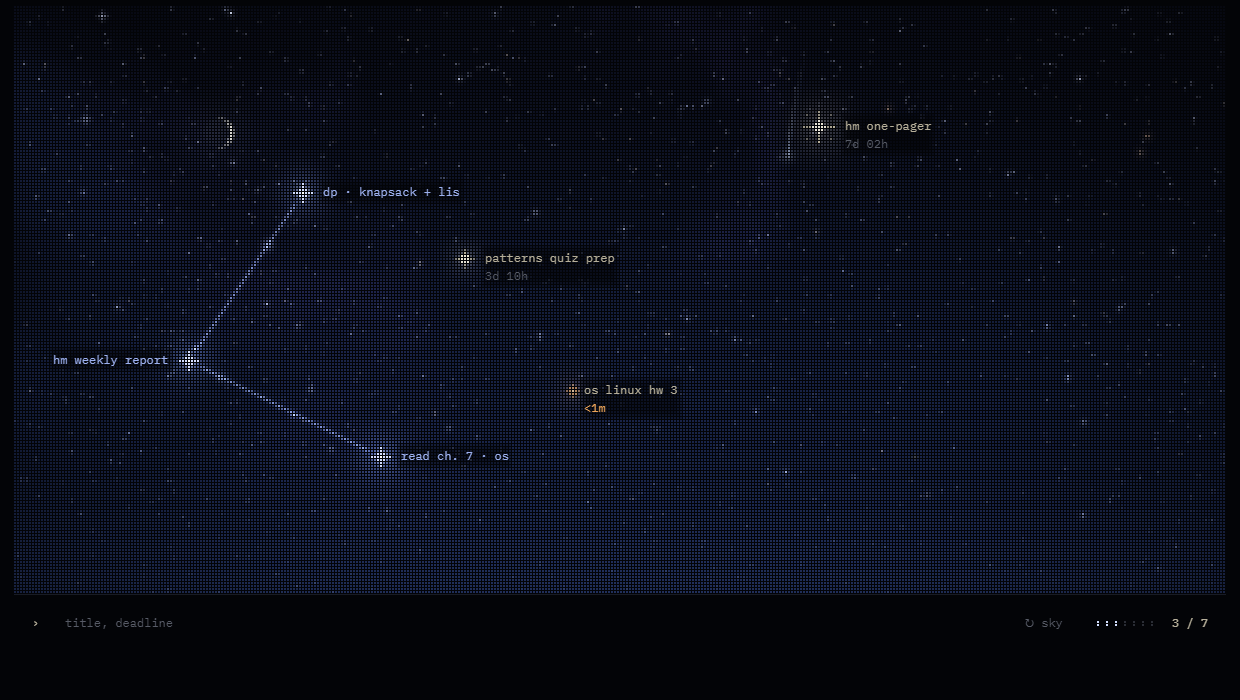 hm one-pager
7d 02h
dp · knapsack + lis
patterns quiz prep
3d 10h
hm weekly report
os linux hw 3
<1m
read ch. 7 · os
› title, deadline
↻ sky
3 / 7